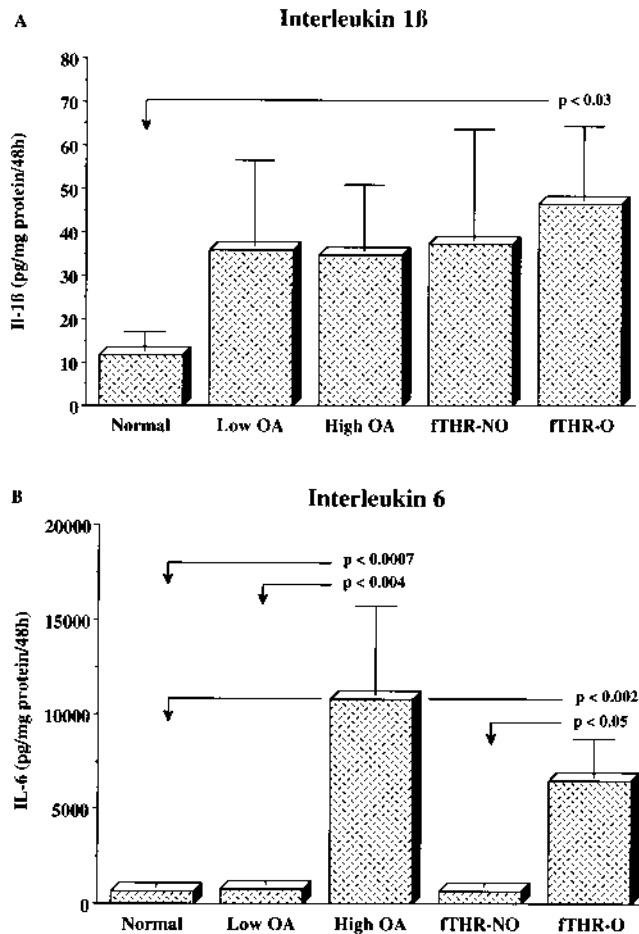 A
Interleukin 1ß
Il-1ß (pg/mg protein/48h)
80
70
60
50
40
30
20
10
0
p < 0.03
Normal Low OA High OA fTHR-NO fTHR-O
B
Interleukin 6
IL-6 (pg/mg protein/48h)
20000
15000
10000
5000
0
p < 0.0007
p < 0.004
p < 0.002
p < 0.05
Normal Low OA High OA fTHR-NO fTHR-O